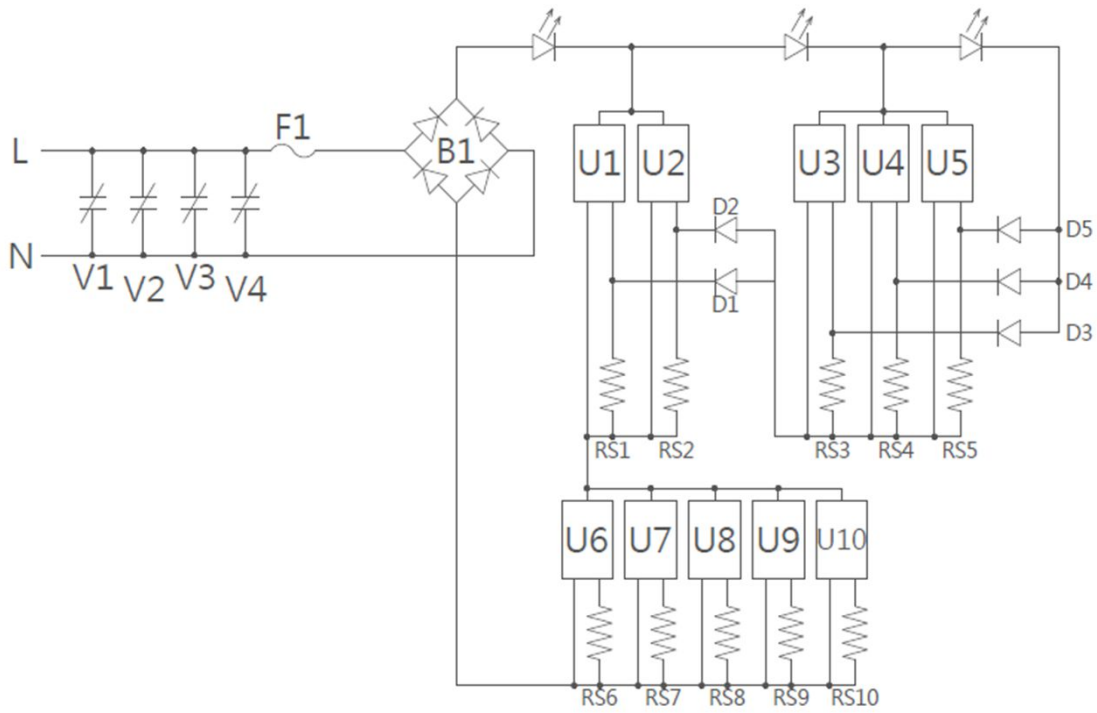 F1
L
B1
U1 U2 U3 U4 U5
D2
D5
N
V1 V2 V3 V4
D4
D1
D3
RS1 RS2 RS3 RS4 RS5
U6 U7 U8 U9 U10
RS6 RS7 RS8 RS9 RS10